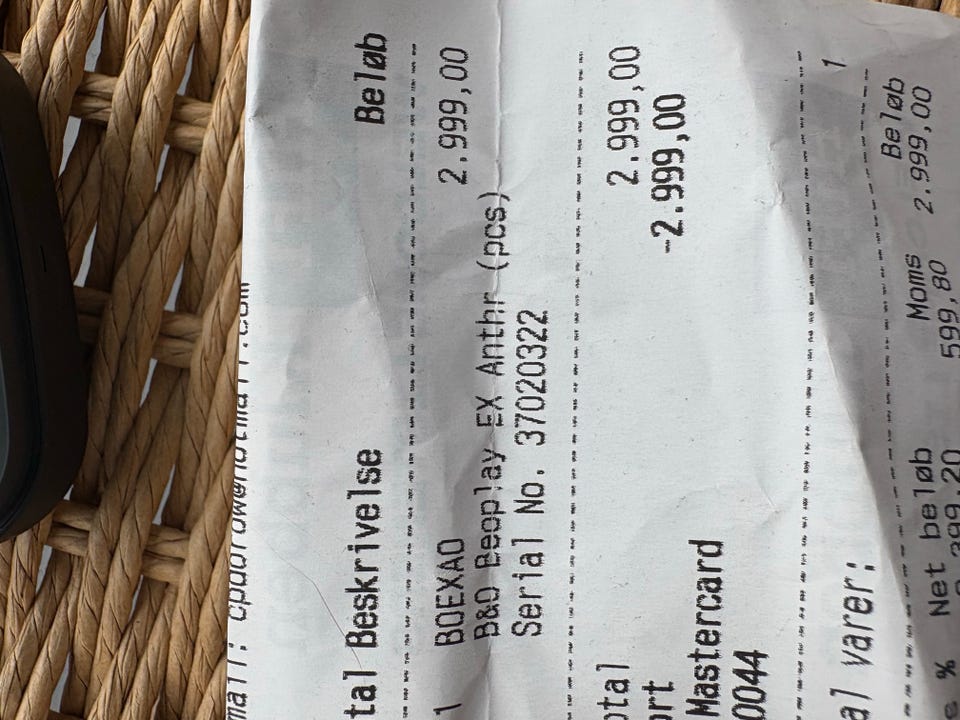 tal Beskrivelse Beløb
1 BOEXAO 2.999,00
B&O Beoplay EX Anthr (pcs)
Serial No. 37020322
otal 2.999,00
ort -2.999,00
Mastercard
0044
al varer: 1
% Net beløb Moms Beløb
599,80 2.999,00